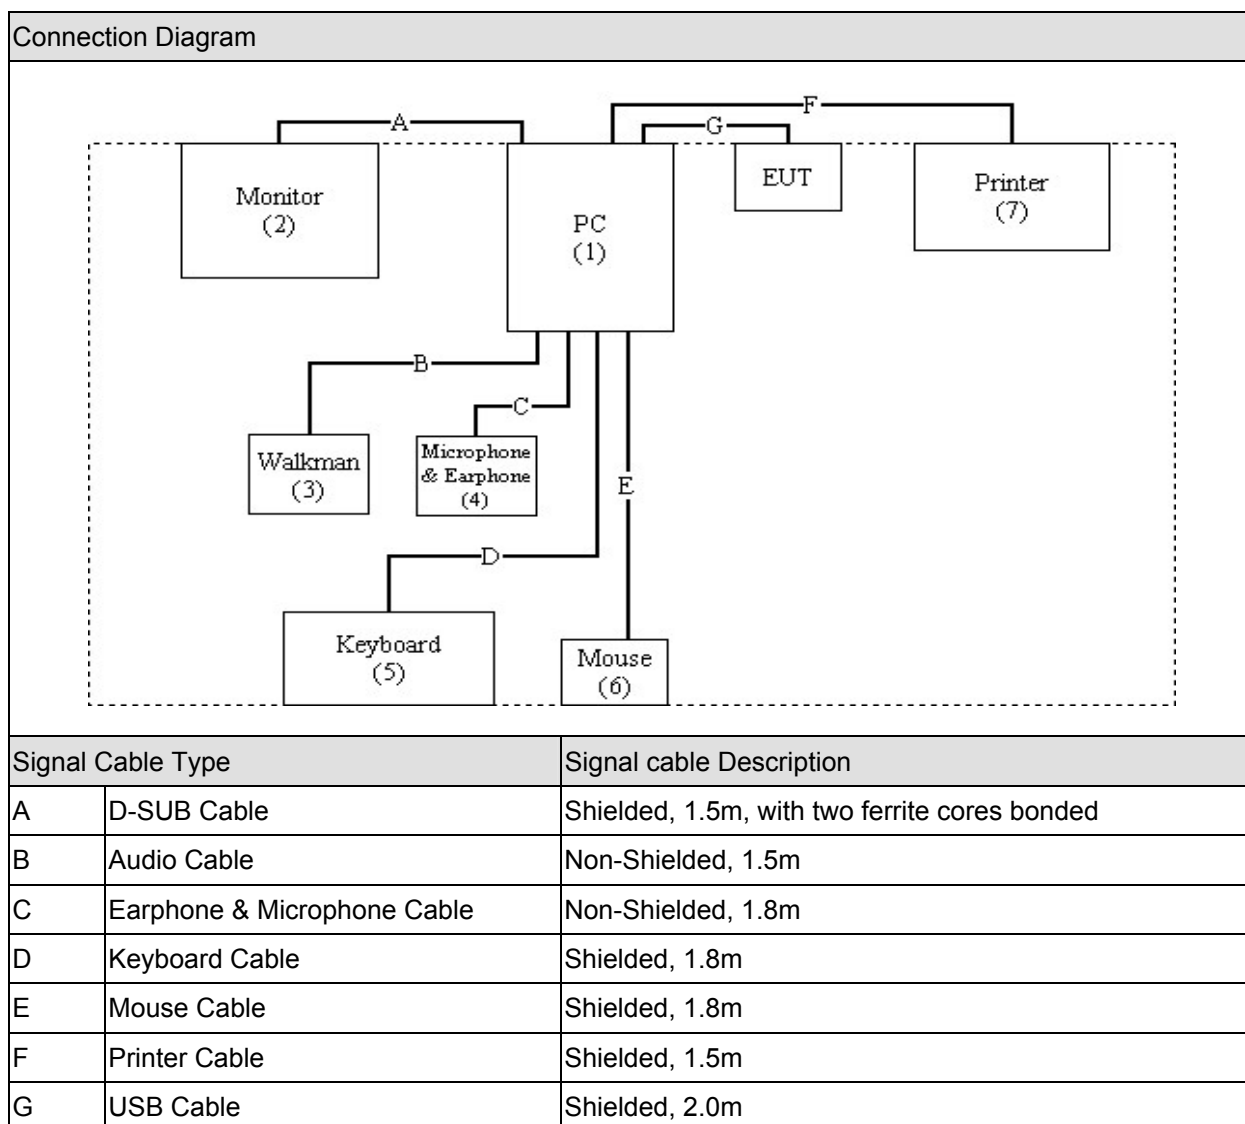 Connection Diagram
F
A
G
Monitor
(2)
PC
(1)
EUT
Printer
(7)
B
C
Walkman
(3)
Microphone
& Earphone
(4)
E
D
Keyboard
(5)
Mouse
(6)
Signal Cable Type Signal cable Description
A D-SUB Cable Shielded, 1.5m, with two ferrite cores bonded
B Audio Cable Non-Shielded, 1.5m
C Earphone & Microphone Cable Non-Shielded, 1.8m
D Keyboard Cable Shielded, 1.8m
E Mouse Cable Shielded, 1.8m
F Printer Cable Shielded, 1.5m
G USB Cable Shielded, 2.0m